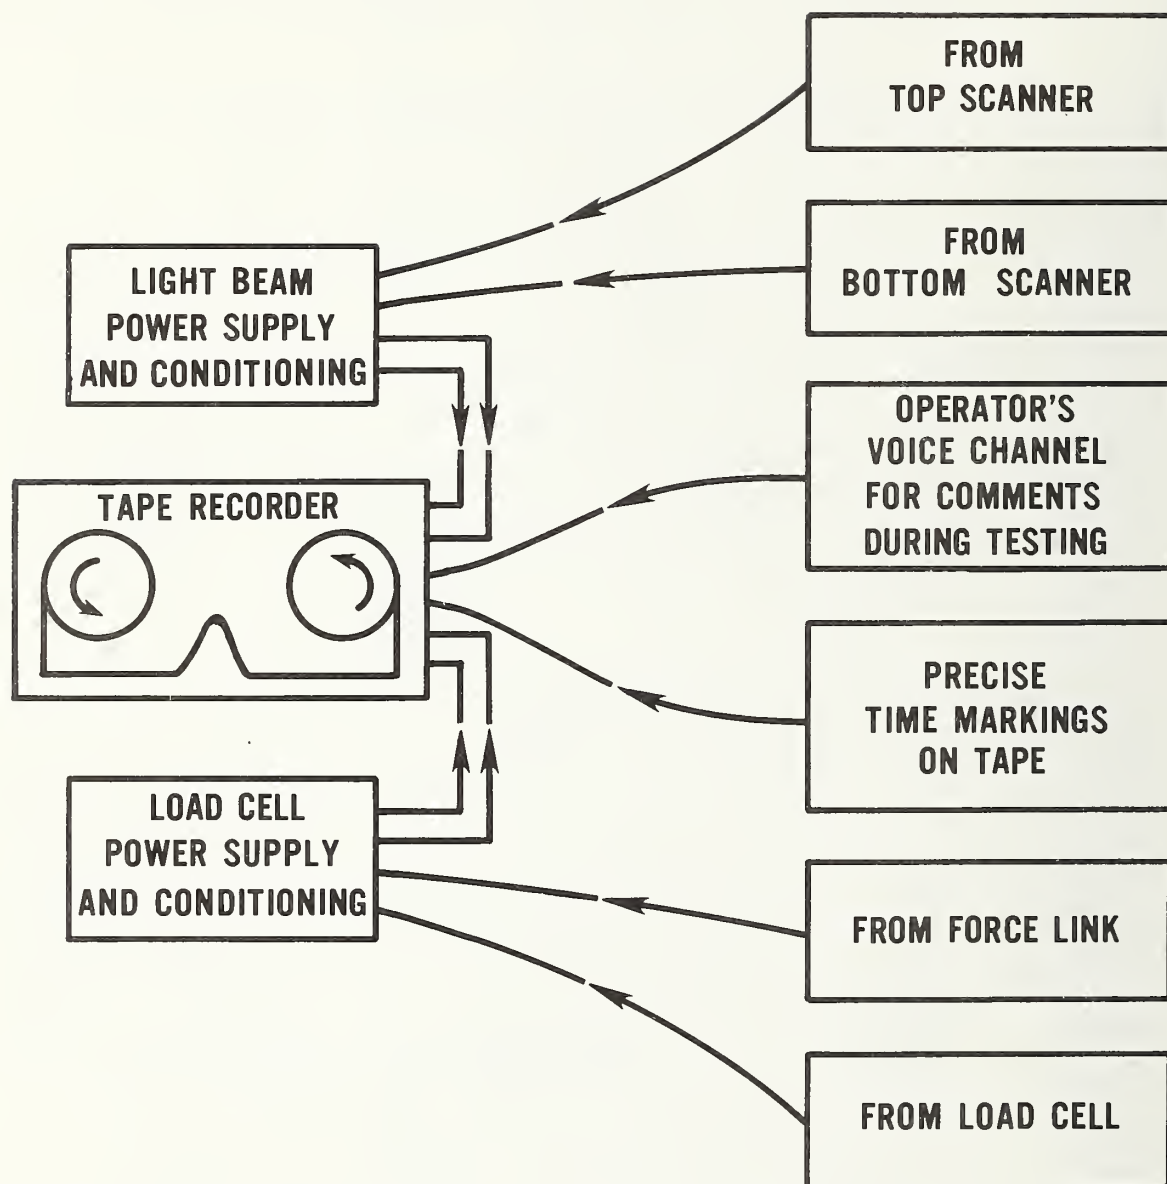 FROM
TOP SCANNER
FROM
BOTTOM SCANNER
LIGHT BEAM
POWER SUPPLY
AND CONDITIONING
OPERATOR'S
VOICE CHANNEL
FOR COMMENTS
DURING TESTING
TAPE RECORDER
PRECISE
TIME MARKINGS
ON TAPE
LOAD CELL
POWER SUPPLY
AND CONDITIONING
FROM FORCE LINK
FROM LOAD CELL